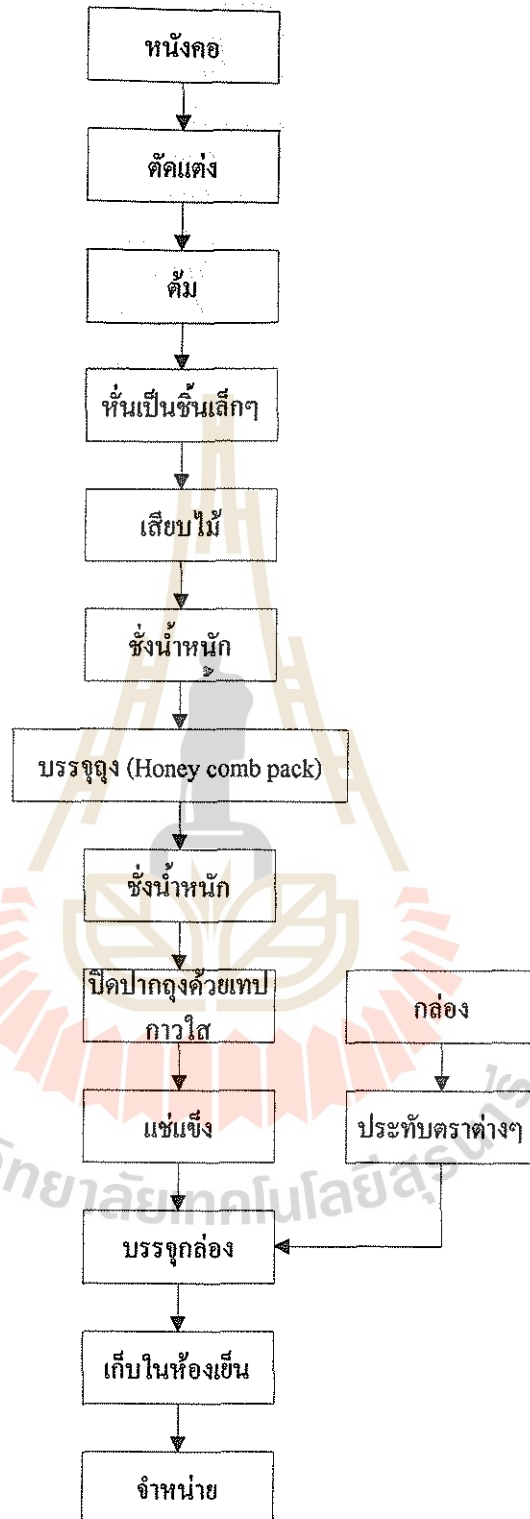 หนังคอ
ตัดแต่ง
ต้ม
หั่นเป็นชิ้นเล็กๆ
เสียบไม้
ชั่งน้ำหนัก
บรรจุถุง (Honey comb pack)
ชั่งน้ำหนัก
ปิดปากถุงด้วยเทป
กาวใส
กล่อง
แช่แข็ง
ประทับตราต่างๆ
บรรจุกล่อง
เก็บในห้องเย็น
จำหน่าย